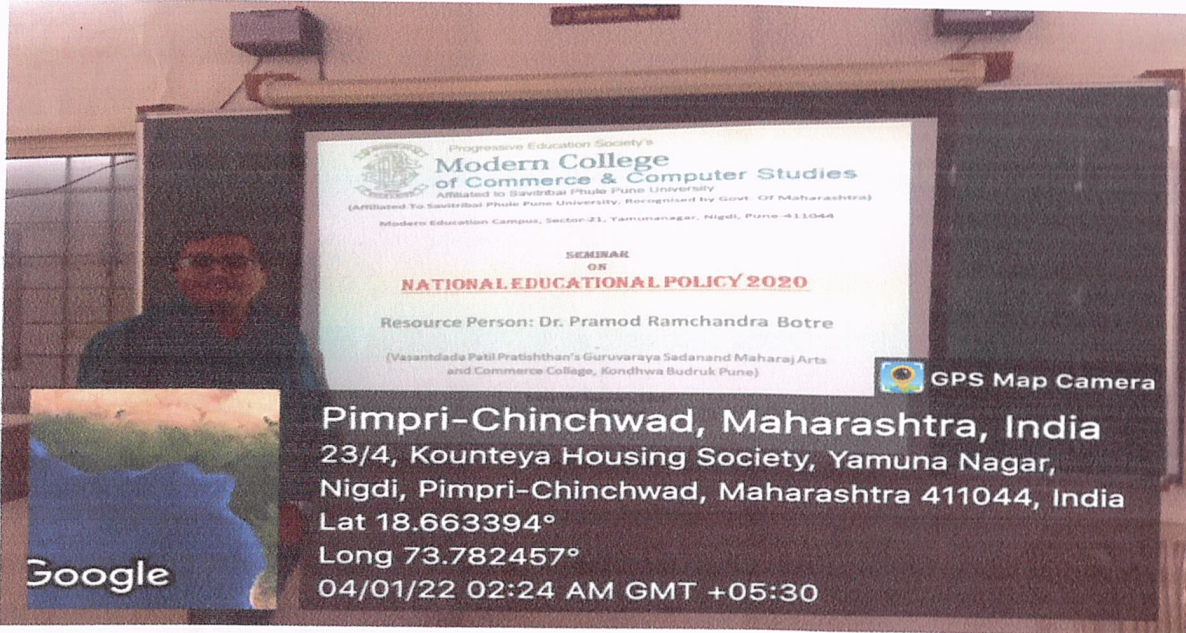 Progressive Education Society's
Modern College
of Commerce & Computer Studies
Affiliated to Savitribai Phule Pune University
(Affiliated To Savitribai Phule Pune University, Recognised by Govt. Of Maharashtra)
Modern Education Campus, Sector-21, Yamunanagar, Nigdi, Pune-411044
SEMINAR
ON
NATIONAL EDUCATIONAL POLICY 2020
Resource Person: Dr. Pramod Ramchandra Botre
(Vasantdada Patil Pratishthan's Guruvaraya Sadanand Maharaj Arts
and Commerce College, Kondhwa Budruk Pune)
GPS Map Camera
Pimpri-Chinchwad, Maharashtra, India
23/4, Kounteya Housing Society, Yamuna Nagar,
Nigdi, Pimpri-Chinchwad, Maharashtra 411044, India
Lat 18.663394°
Long 73.782457°
04/01/22 02:24 AM GMT +05:30
Google